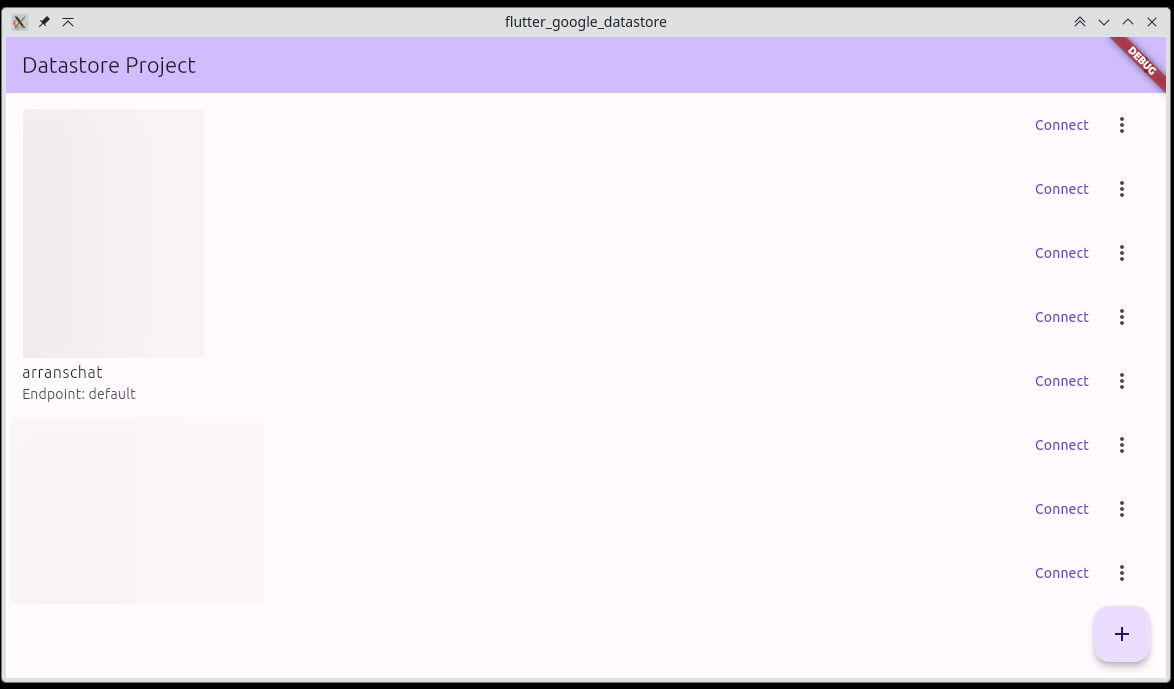 flutter_google_datastore
Datastore Project
DEBUG
Connect
Connect
Connect
Connect
arranschat
Endpoint: default
Connect
Connect
Connect
Connect